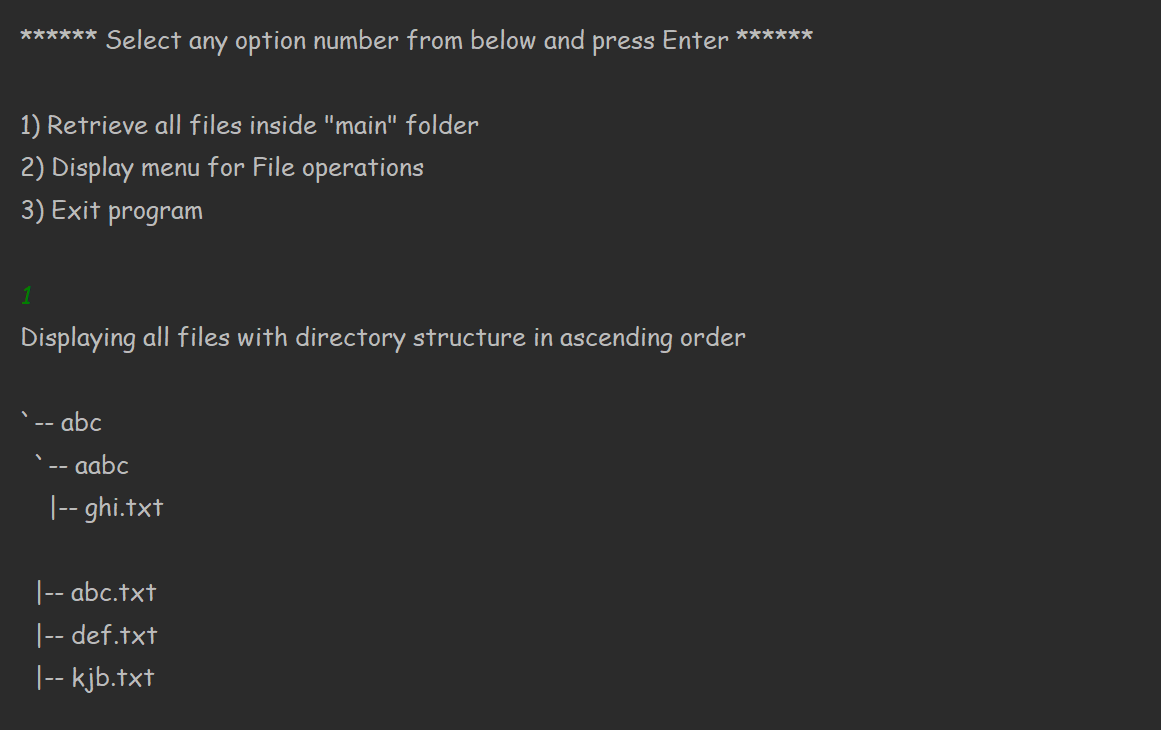 ****** Select any option number from below and press Enter ******
1) Retrieve all files inside "main" folder
2) Display menu for File operations
3) Exit program
1
Displaying all files with directory structure in ascending order
`-- abc
`-- aabc
|-- ghi.txt
|-- abc.txt
|-- def.txt
|-- kjb.txt